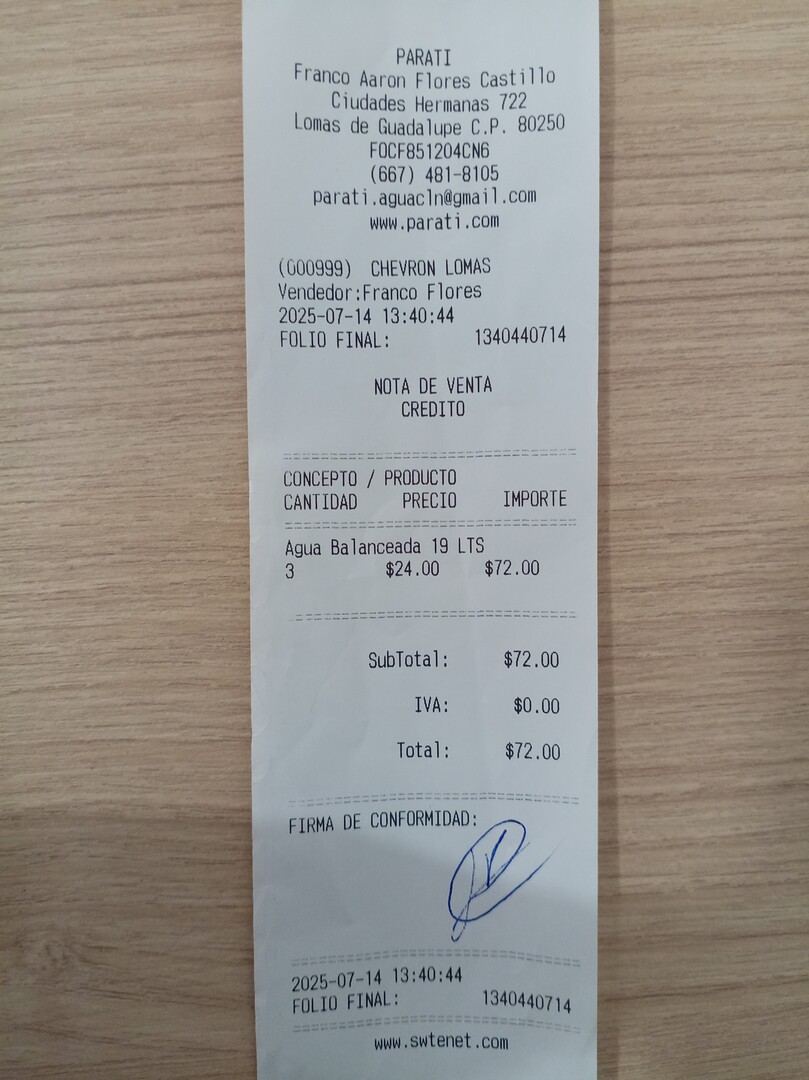 PARATI
Franco Aaron Flores Castillo
Ciudades Hermanas 722
Lomas de Guadalupe C.P. 80250
FOCF851204CN6
(667) 481-8105
parati.aguacln@gmail.com
www.parati.com
(000999) CHEVRON LOMAS
Vendedor:Franco Flores
2025-07-14 13:40:44
FOLIO FINAL: 1340440714
NOTA DE VENTA
CREDITO
CONCEPTO / PRODUCTO
CANTIDAD PRECIO IMPORTE
Agua Balanceada 19 LTS
3 $24.00 $72.00
SubTotal: $72.00
IVA: $0.00
Total: $72.00
FIRMA DE CONFORMIDAD:
2025-07-14 13:40:44
FOLIO FINAL: 1340440714
www.swtenet.com